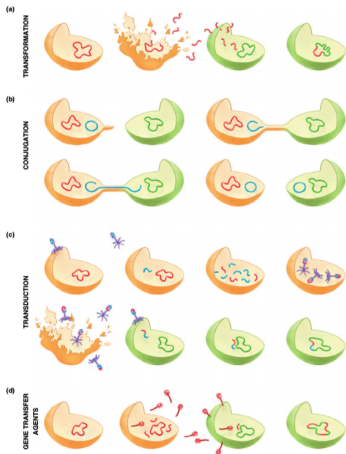 (a)
TRANSFORMATION
(b)
CONJUGATION
(c)
TRANSDUCTION
(d)
GENE TRANSFER
AGENTS